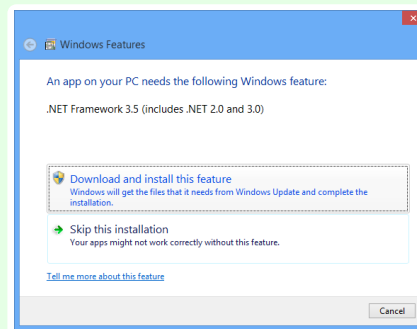 Windows Features
An app on your PC needs the following Windows feature:
.NET Framework 3.5 (includes .NET 2.0 and 3.0)
Download and install this feature
Windows will get the files that it needs from Windows Update and complete the
installation.
Skip this installation
Your apps might not work correctly without this feature.
Tell me more about this feature
Cancel